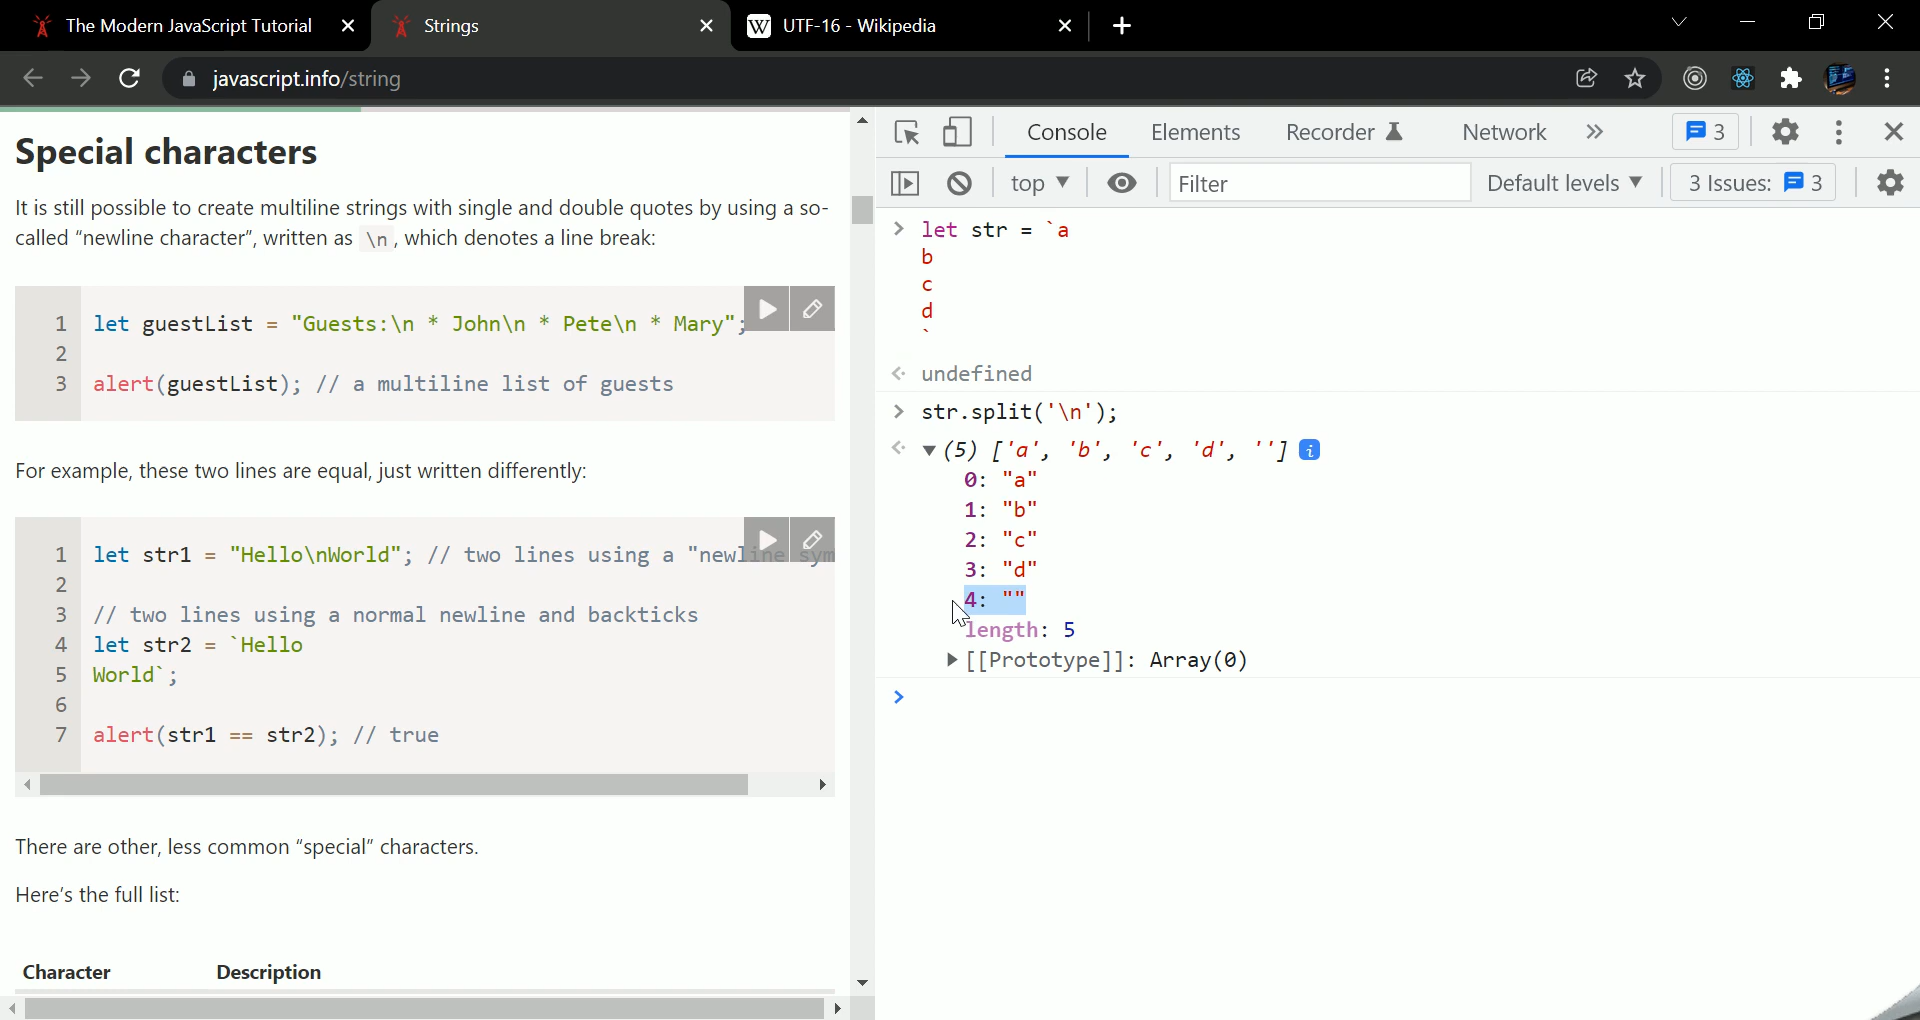 The Modern JavaScript Tutorial
Strings
UTF-16 - Wikipedia
javascript.info/string
Special characters
It is still possible to create multiline strings with single and double quotes by using a so-
called “newline character”, written as \n, which denotes a line break:
1 let guestList = "Guests:\n * John\n * Pete\n * Mary";
2
3 alert(guestList); // a multiline list of guests
For example, these two lines are equal, just written differently:
1 let str1 = "Hello\nWorld"; // two lines using a "newline sym
2
3 // two lines using a normal newline and backticks
4 let str2 = `Hello
5 World`;
6
7 alert(str1 == str2); // true
There are other, less common “special” characters.
Here’s the full list:
Character Description
Console Elements Recorder Network » 3
top Filter Default levels 3 Issues: 3
> let str = `a
b
c
d
`
undefined
> str.split('\n');
(5) ['a', 'b', 'c', 'd', ''] i
0: "a"
1: "b"
2: "c"
3: "d"
4: ""
length: 5
[[Prototype]]: Array(0)
>